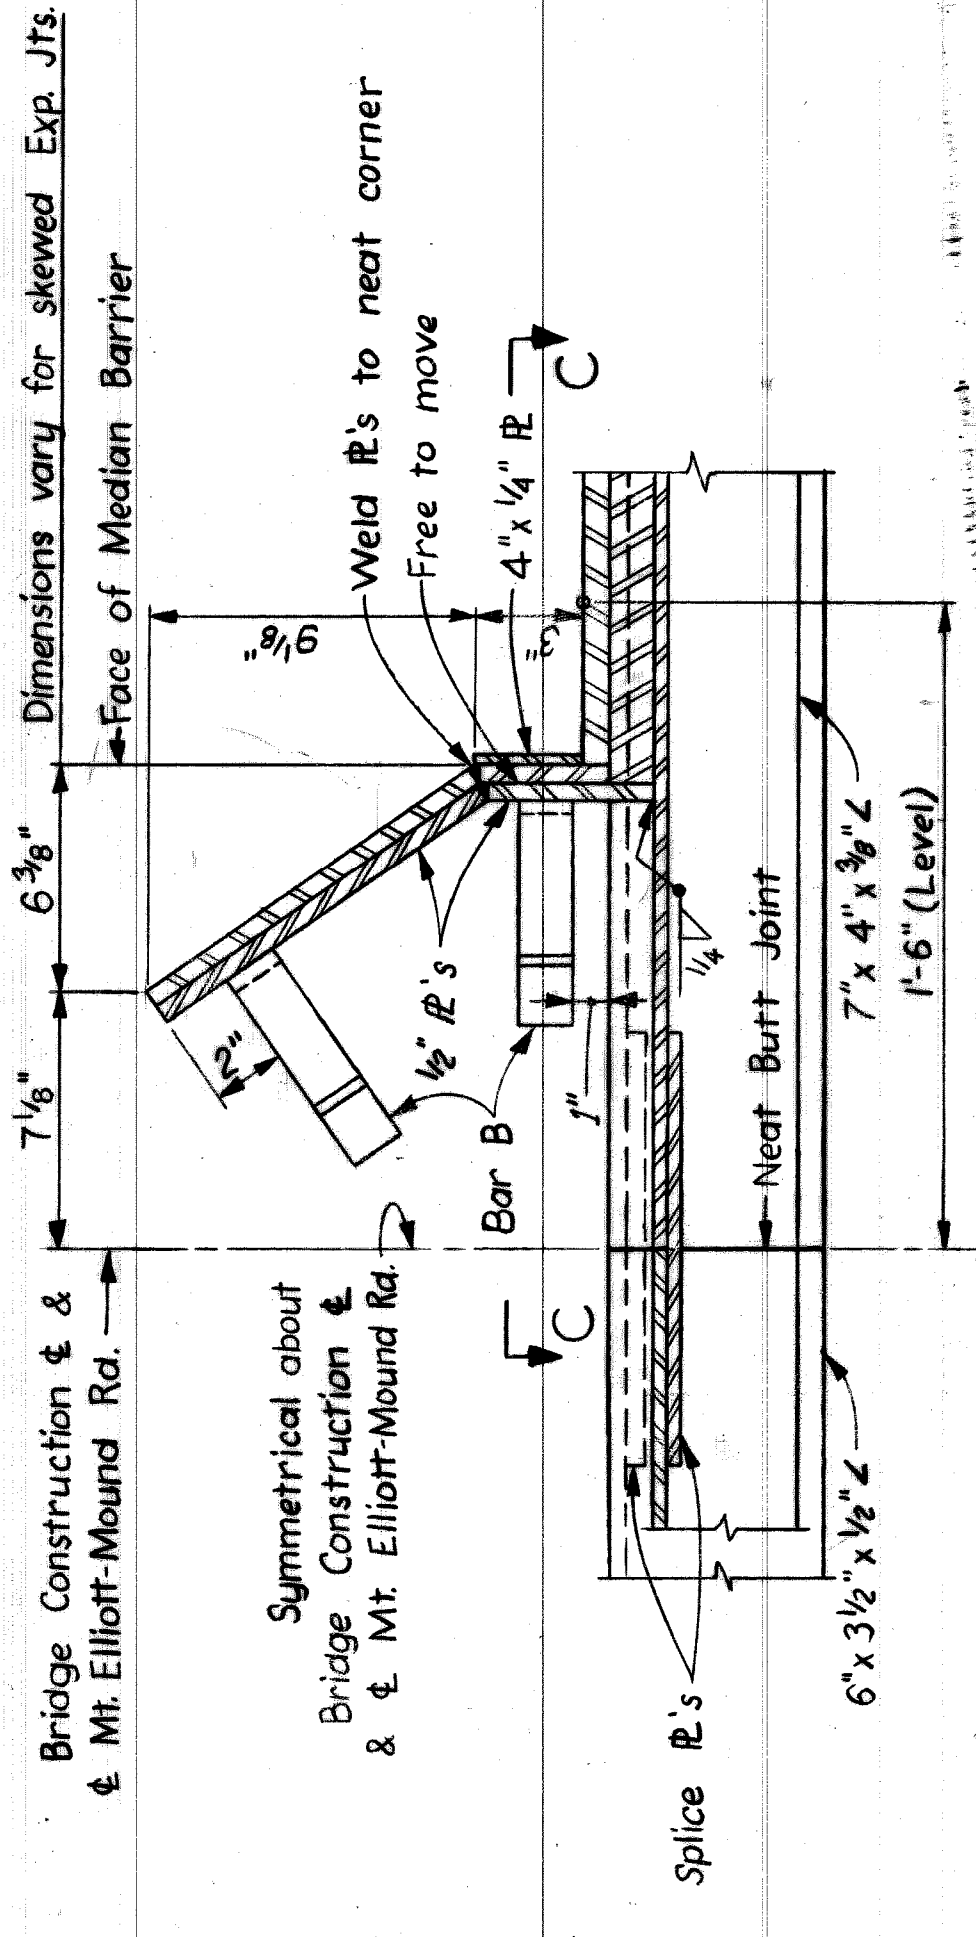 Dimensions vary for skewed Exp. Jts.
7 1/8"
6 3/8"
Face of Median Barrier
Bridge Construction ℄ &
℄ Mt. Elliott-Mound Rd.
Symmetrical about
Bridge Construction ℄
& ℄ Mt. Elliott-Mound Rd.
9 1/8"
3"
2"
Weld ⅊'s to neat corner
Free to move
4" x 1/4" ⅊
1/2" ⅊'s
Bar B
C
C
1"
1/4
Splice ⅊'s
Neat Butt Joint
7" x 4" x 3/8" ∠
6" x 3 1/2" x 1/2" ∠
1'-6" (Level)